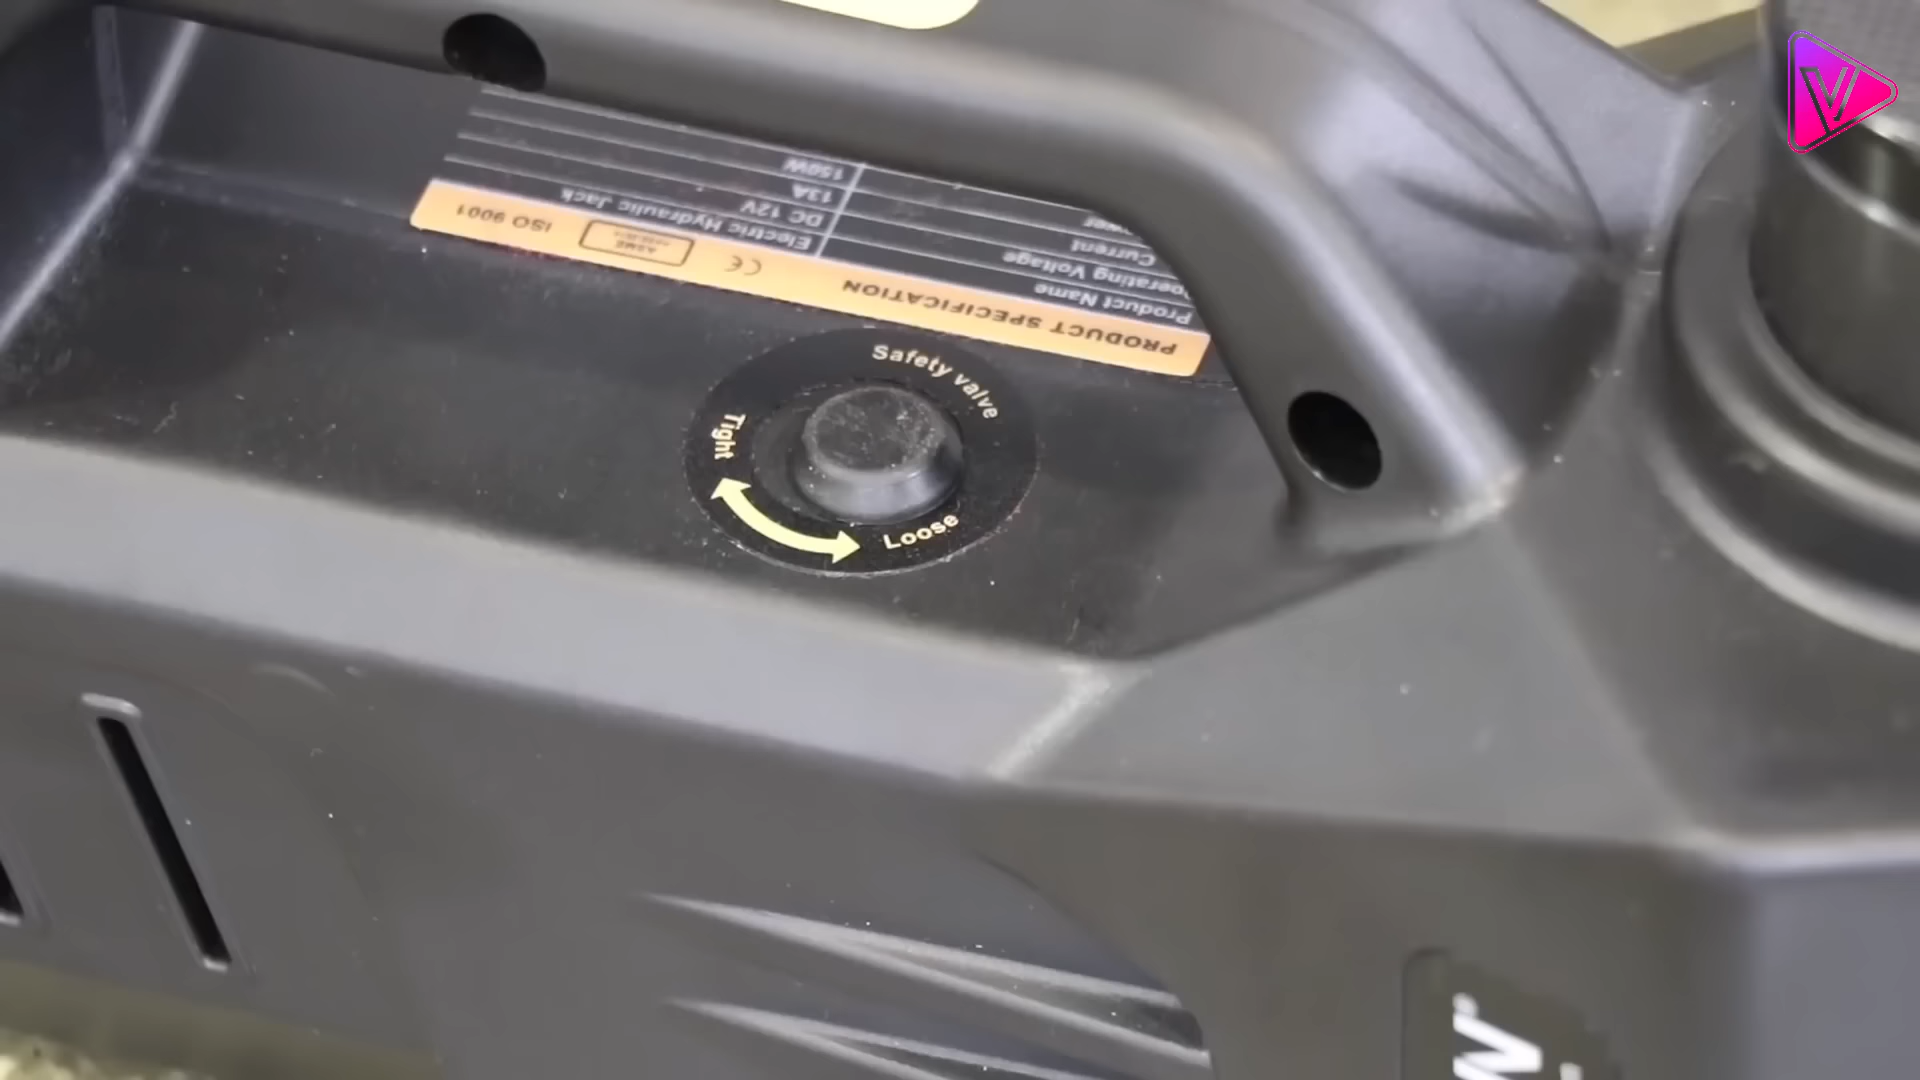 Safety valve
Tight
Loose
PRODUCT SPECIFICATION CE ASME ISO 9001
Product Name Electric Hydraulic Jack
Operating Voltage DC 12V
Current 13A
150W